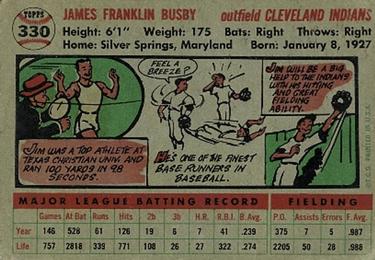 TOPPS
330
JAMES FRANKLIN BUSBY
outfield CLEVELAND INDIANS
Height: 6'1" Weight: 175 Bats: Right Throws: Right
Home: Silver Springs, Maryland Born: January 8, 1927
JIM WAS A TOP ATHLETE AT
TEXAS CHRISTIAN UNIV. AND
RAN 100 YARDS IN 9.8
SECONDS.
FEEL A
BREEZE?
HE'S ONE OF THE FINEST
BASE RUNNERS IN
BASEBALL.
JIM WILL BE A BIG
HELP TO THE INDIANS
WITH HIS HITTING
AND GREAT
FIELDING
ABILITY.
©T.C.G. PRINTED IN U.S.A.
MAJOR LEAGUE BATTING RECORD
FIELDING
Games At Bat Runs Hits 2b 3b H.R. R.B.I. B.Avg.
P.O. Assists Errors F.Avg.
Year 146 528 61 126 19 6 7 41 .239
375 7 5 .987
Life 757 2818 339 771 108 26 22 224 .274
2205 50 28 .988